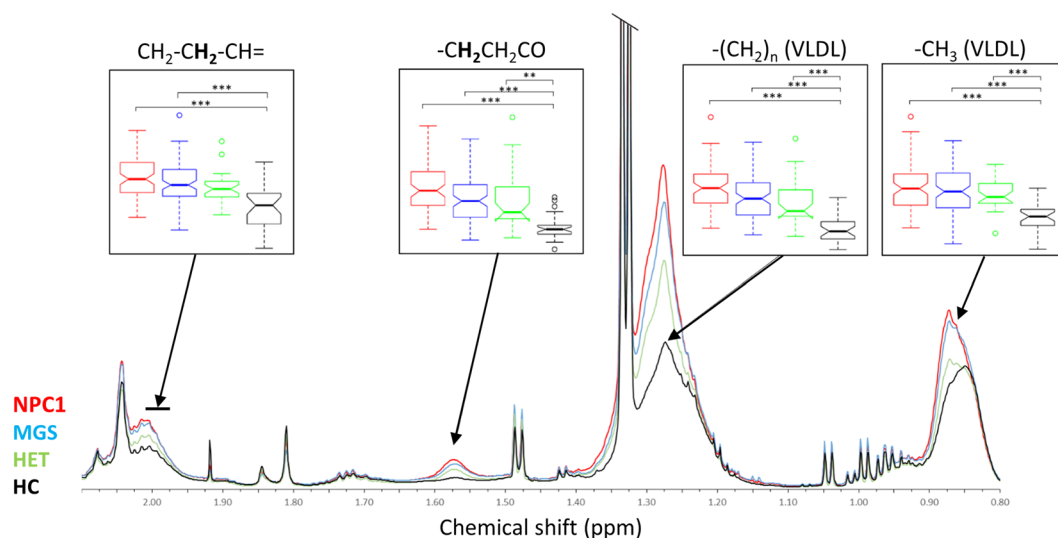 CH₂-CH₂-CH=
-CH₂CH₂CO
-(CH₂)ₙ (VLDL)
-CH₃ (VLDL)
***
***
**
***
***
***
***
***
***
***
***
NPC1
MGS
HET
HC
2.00
1.90
1.80
1.70
1.60
1.50
1.40
1.30
1.20
1.10
1.00
0.90
0.80
Chemical shift (ppm)